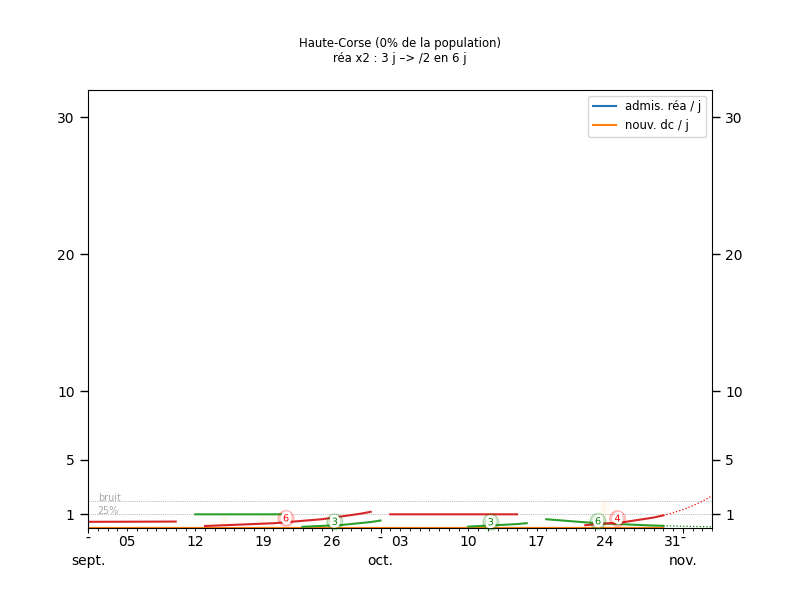 Haute-Corse (0% de la population)
réa x2 : 3 j –> /2 en 6 j
admis. réa / j
nouv. dc / j
30 30
20 20
10 10
5 5
bruit
25%
1 1
6 3 3 6 4
- 05 12 19 26 - 03 10 17 24 31 -
sept. oct. nov.